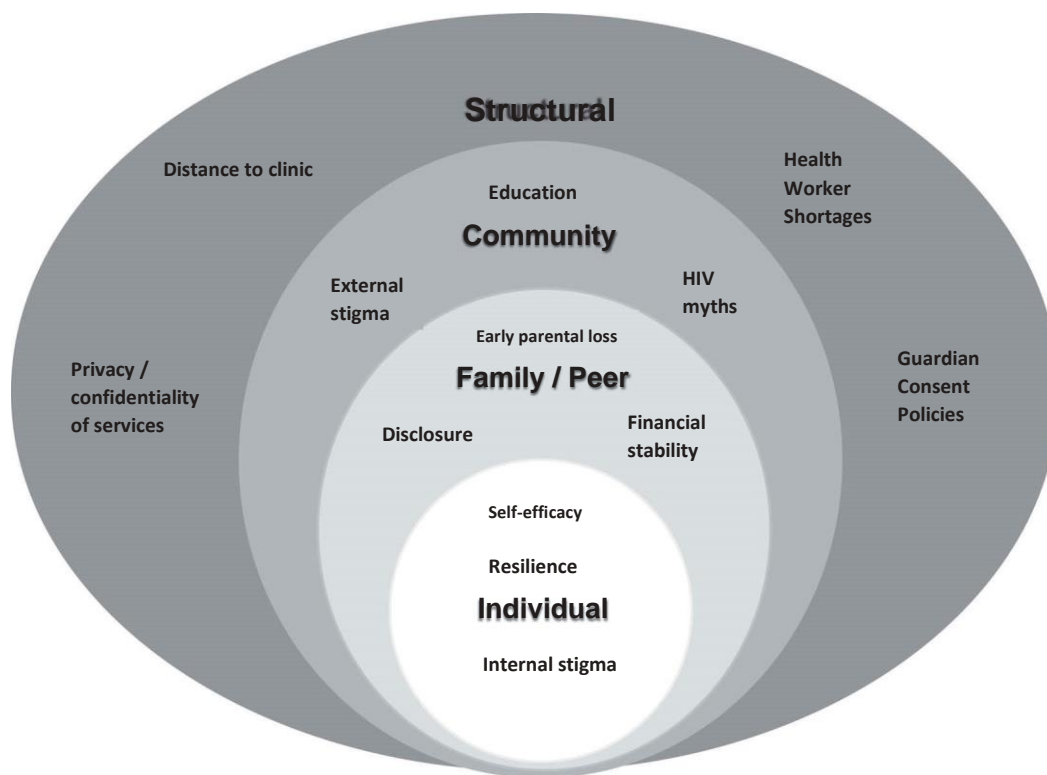 Structural
Distance to clinic
Health
Worker
Shortages
Education
Community
External
stigma
HIV
myths
Early parental loss
Family / Peer
Privacy /
confidentiality
of services
Guardian
Consent
Policies
Disclosure
Financial
stability
Self-efficacy
Resilience
Individual
Internal stigma